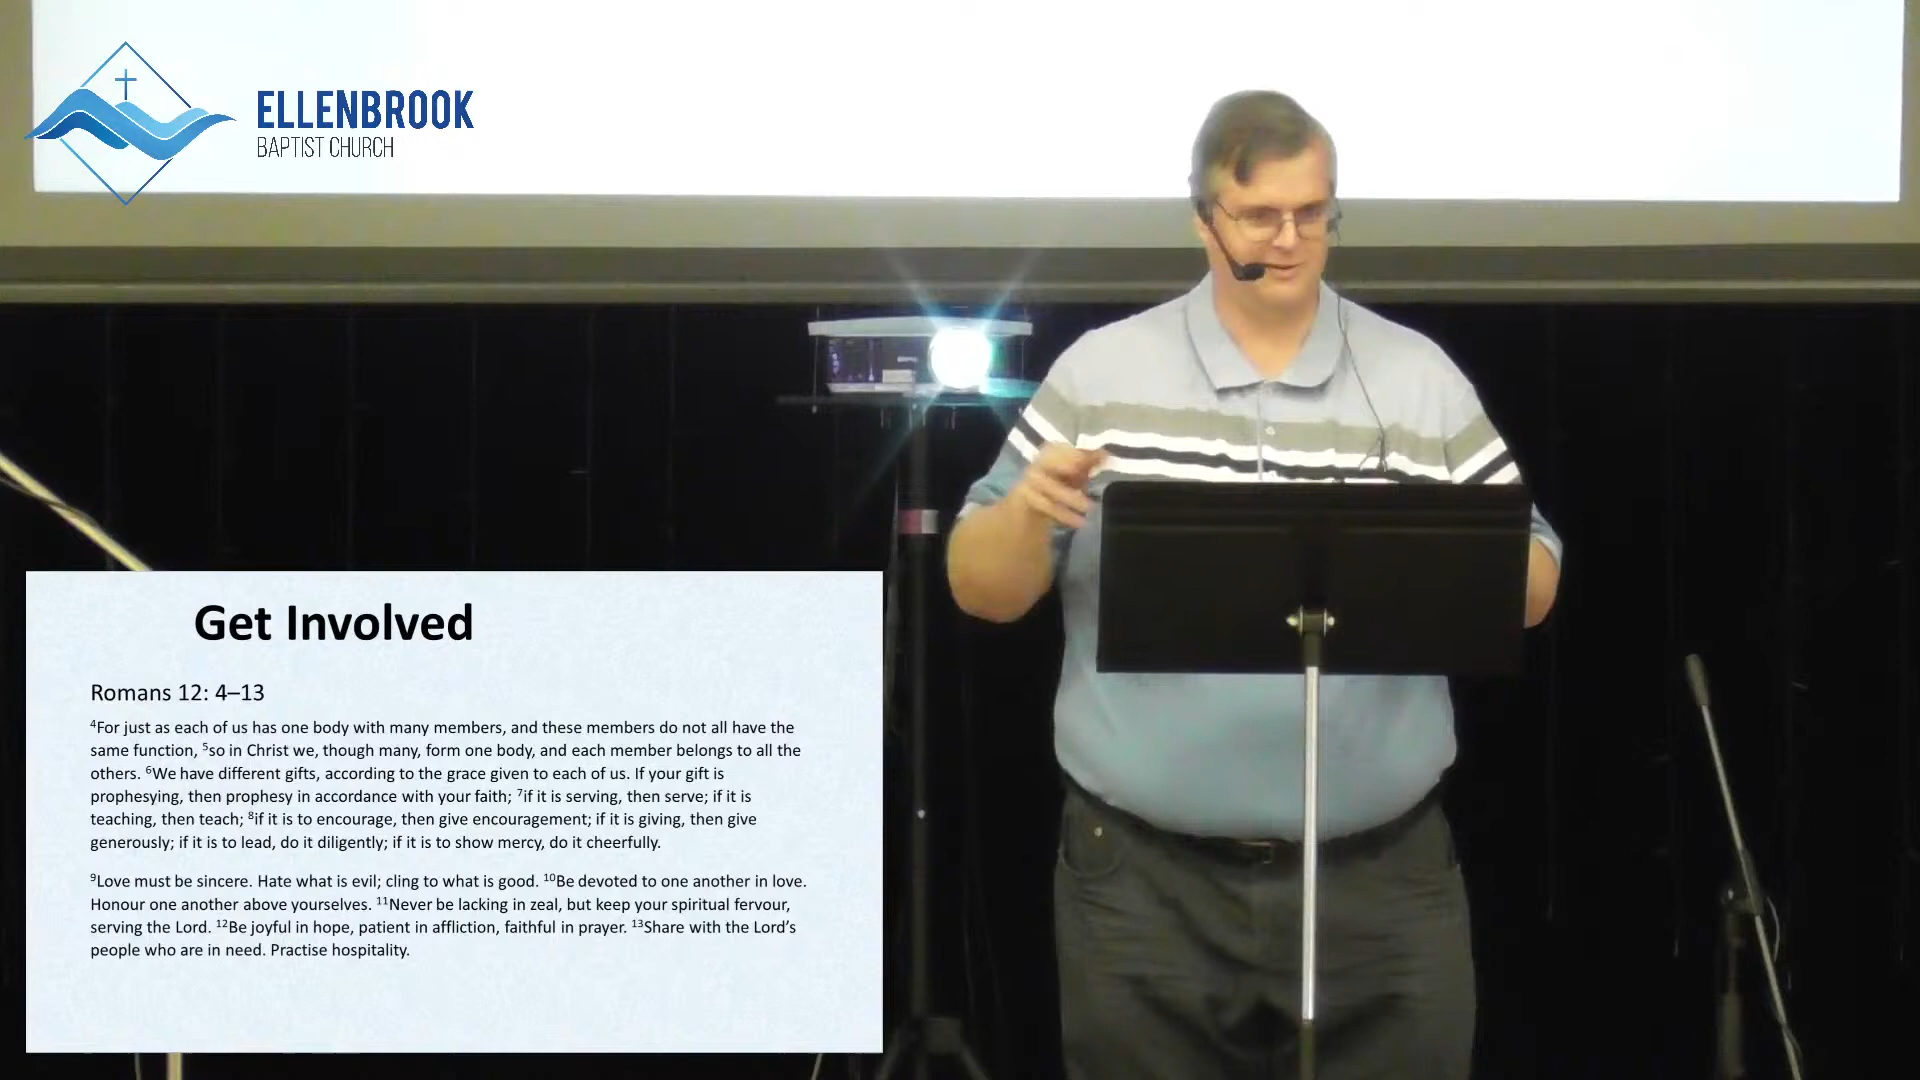 ELLENBROOK
BAPTIST CHURCH
Get Involved
Romans 12: 4–13
⁴For just as each of us has one body with many members, and these members do not all have the
same function, ⁵so in Christ we, though many, form one body, and each member belongs to all the
others. ⁶We have different gifts, according to the grace given to each of us. If your gift is
prophesying, then prophesy in accordance with your faith; ⁷if it is serving, then serve; if it is
teaching, then teach; ⁸if it is to encourage, then give encouragement; if it is giving, then give
generously; if it is to lead, do it diligently; if it is to show mercy, do it cheerfully.
⁹Love must be sincere. Hate what is evil; cling to what is good. ¹⁰Be devoted to one another in love.
Honour one another above yourselves. ¹¹Never be lacking in zeal, but keep your spiritual fervour,
serving the Lord. ¹²Be joyful in hope, patient in affliction, faithful in prayer. ¹³Share with the Lord’s
people who are in need. Practise hospitality.